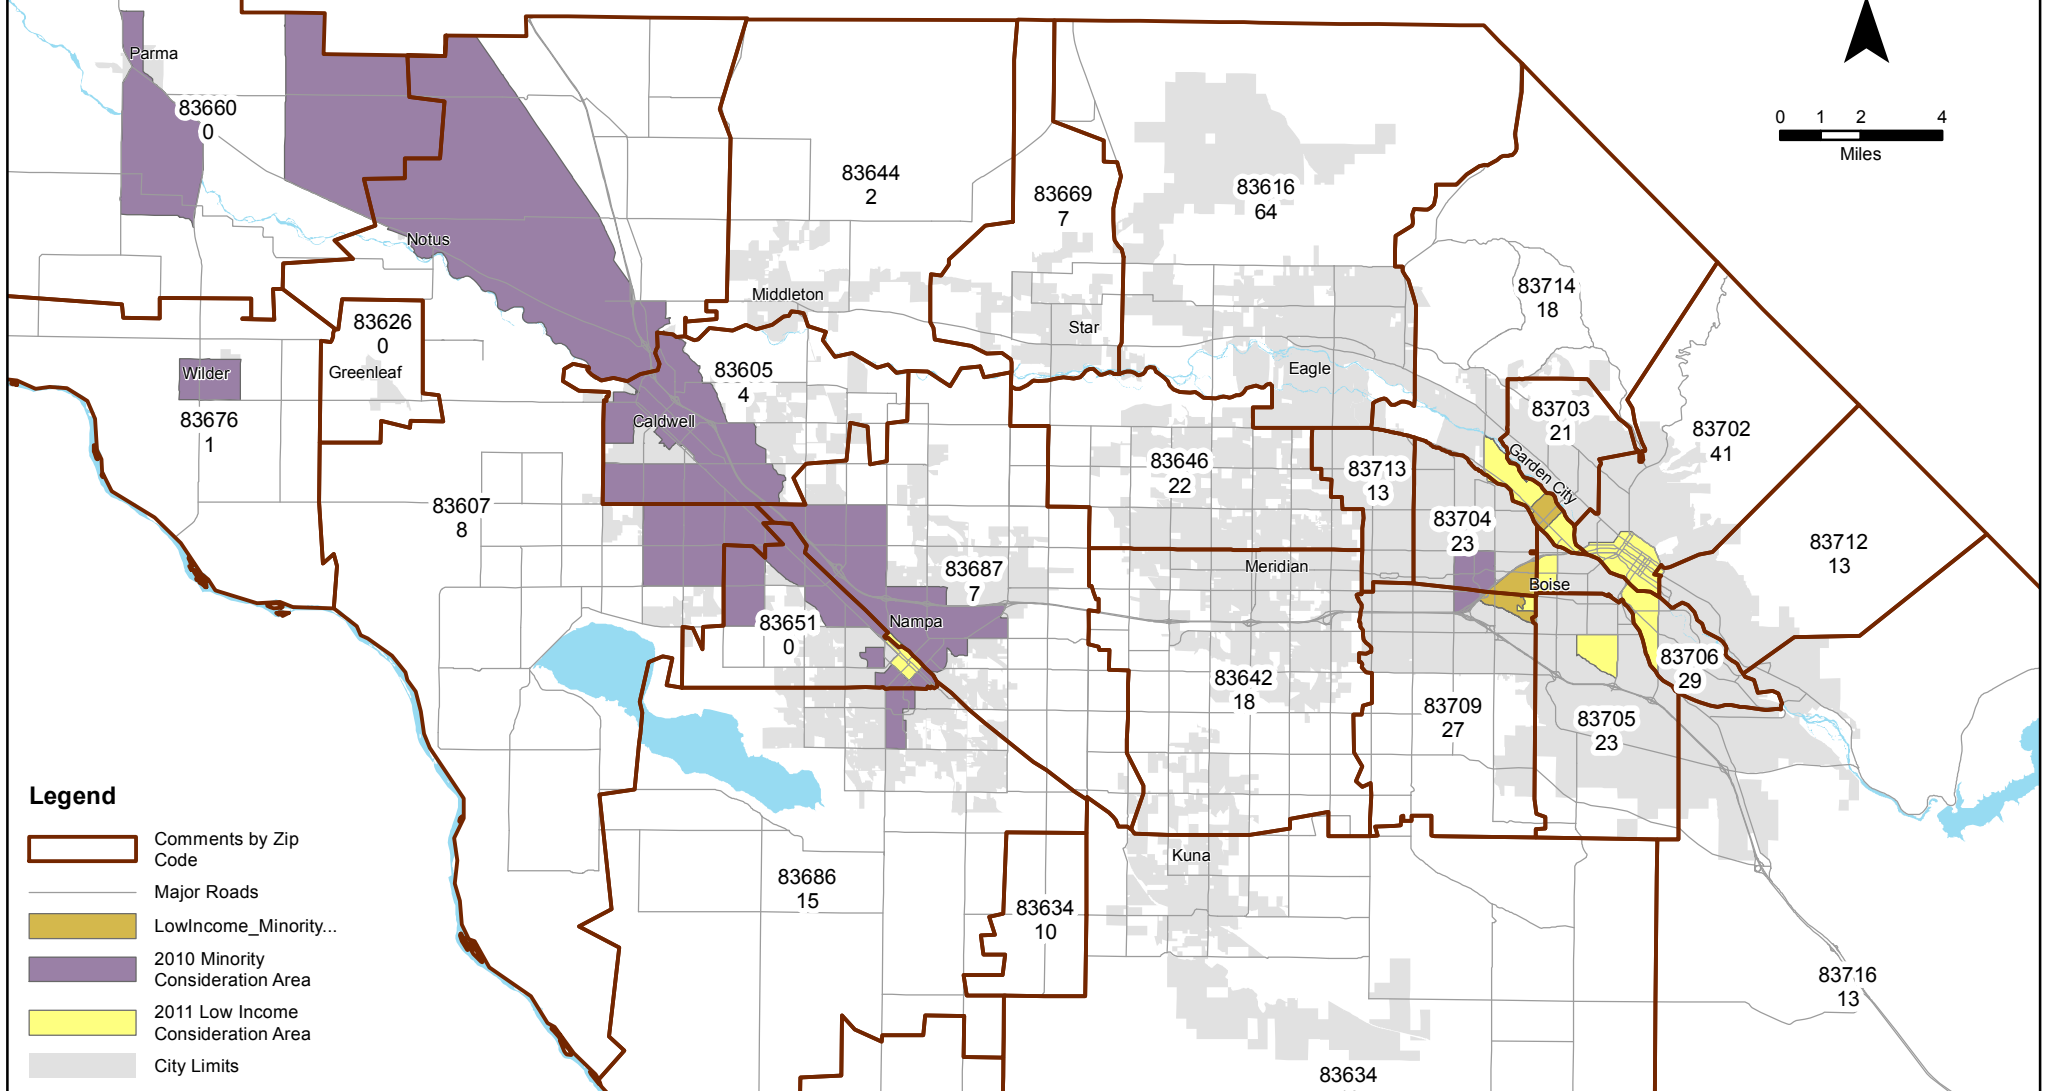 Parma
83660
0
0 1 2 4
Miles
83644
2
83669
7
83616
64
Notus
Middleton
83714
18
Star
83626
0
Greenleaf
Wilder
83676
1
83605
4
Caldwell
Eagle
83703
21
83702
41
Garden City
83646
22
83713
13
83704
23
83607
8
83712
13
Meridian
Boise
83687
7
Nampa
83651
0
83706
29
83642
18
83709
27
83705
23
Kuna
83686
15
83634
10
83716
13
83634
Legend
Comments by Zip
Code
Major Roads
LowIncome_Minority...
2010 Minority
Consideration Area
2011 Low Income
Consideration Area
City Limits